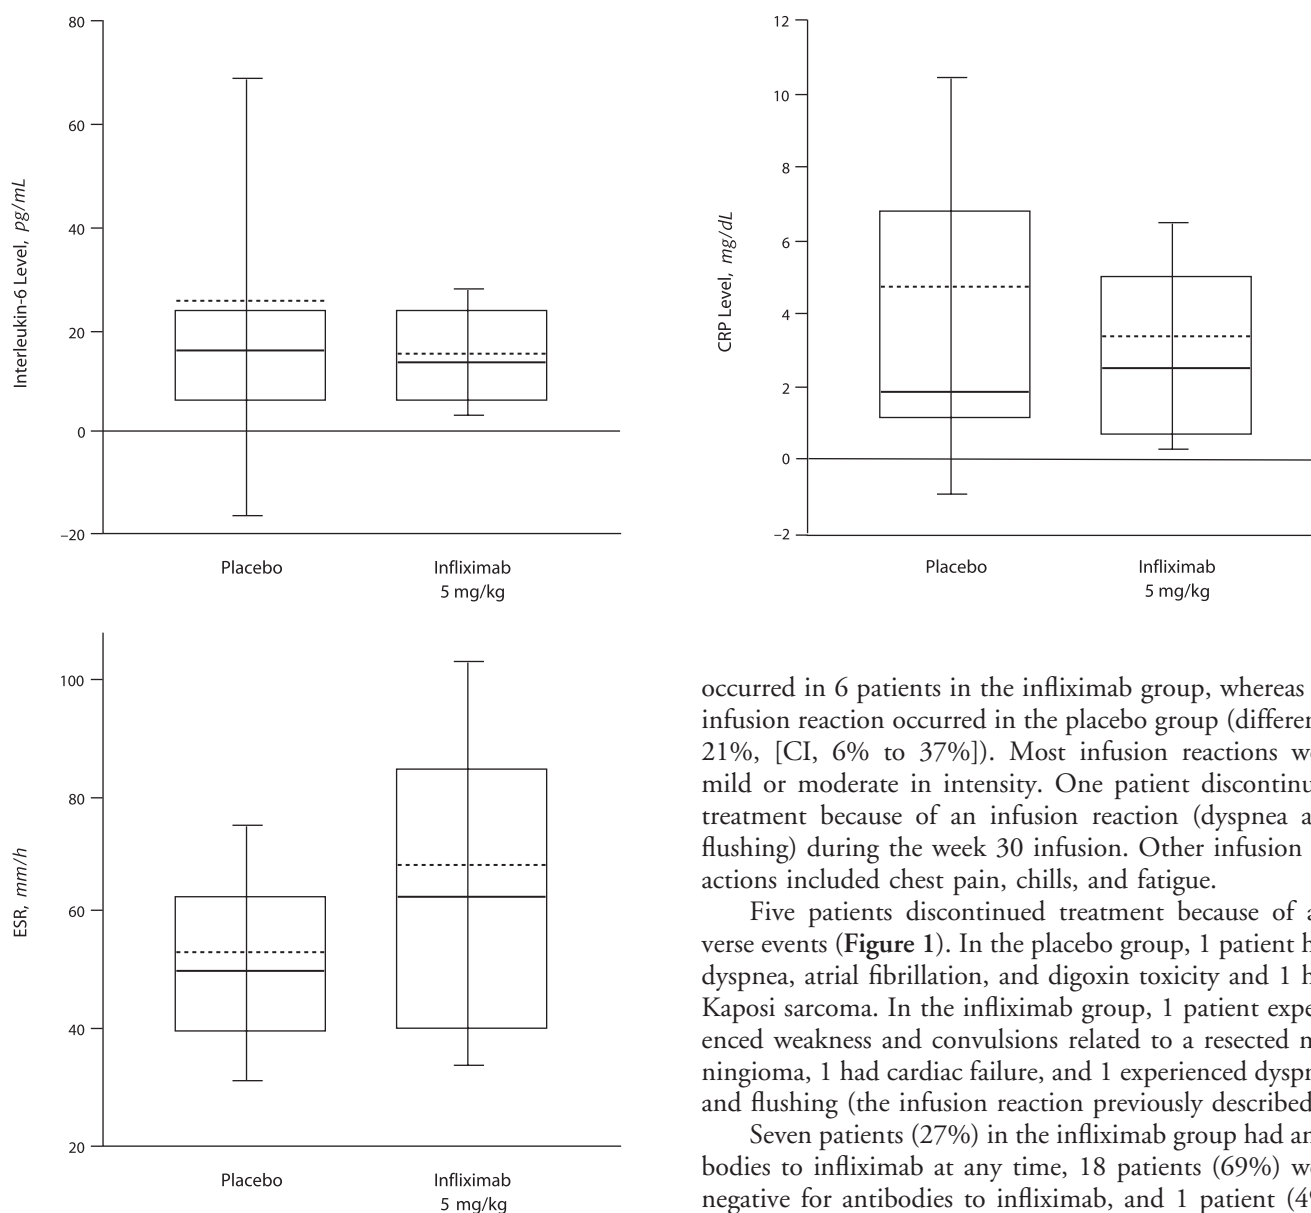 80
60
40
20
0
–20
Interleukin-6 Level, pg/mL
Placebo
Infliximab
5 mg/kg
12
10
8
6
4
2
0
–2
CRP Level, mg/dL
Placebo
Infliximab
5 mg/kg
100
80
60
40
20
ESR, mm/h
Placebo
Infliximab
5 mg/kg
occurred in 6 patients in the infliximab group, whereas
infusion reaction occurred in the placebo group (differen
21%, [CI, 6% to 37%]). Most infusion reactions we
mild or moderate in intensity. One patient discontinu
treatment because of an infusion reaction (dyspnea a
flushing) during the week 30 infusion. Other infusion
actions included chest pain, chills, and fatigue.
Five patients discontinued treatment because of a
verse events (Figure 1). In the placebo group, 1 patient h
dyspnea, atrial fibrillation, and digoxin toxicity and 1 h
Kaposi sarcoma. In the infliximab group, 1 patient expe
enced weakness and convulsions related to a resected m
ningioma, 1 had cardiac failure, and 1 experienced dyspn
and flushing (the infusion reaction previously described
Seven patients (27%) in the infliximab group had an
bodies to infliximab at any time, 18 patients (69%) we
negative for antibodies to infliximab, and 1 patient (4%